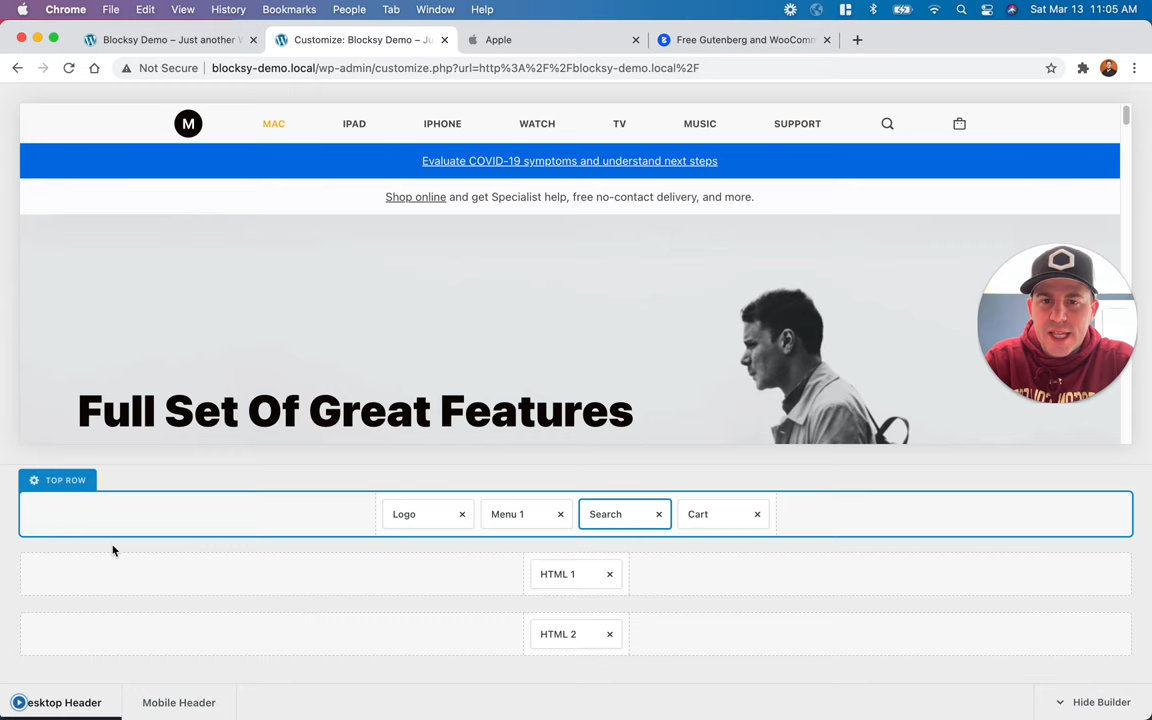 Chrome File Edit View History Bookmarks People Tab Window Help Sat Mar 13 11:05 AM
Blocksy Demo – Just another W Customize: Blocksy Demo – Ju Apple Free Gutenberg and WooComm
Not Secure blocksy-demo.local/wp-admin/customize.php?url=http%3A%2F%2Fblocksy-demo.local%2F
M MAC IPAD IPHONE WATCH TV MUSIC SUPPORT
Evaluate COVID-19 symptoms and understand next steps
Shop online and get Specialist help, free no-contact delivery, and more.
Full Set Of Great Features
TOP ROW
Logo Menu 1 Search Cart
HTML 1
HTML 2
esktop Header Mobile Header Hide Builder